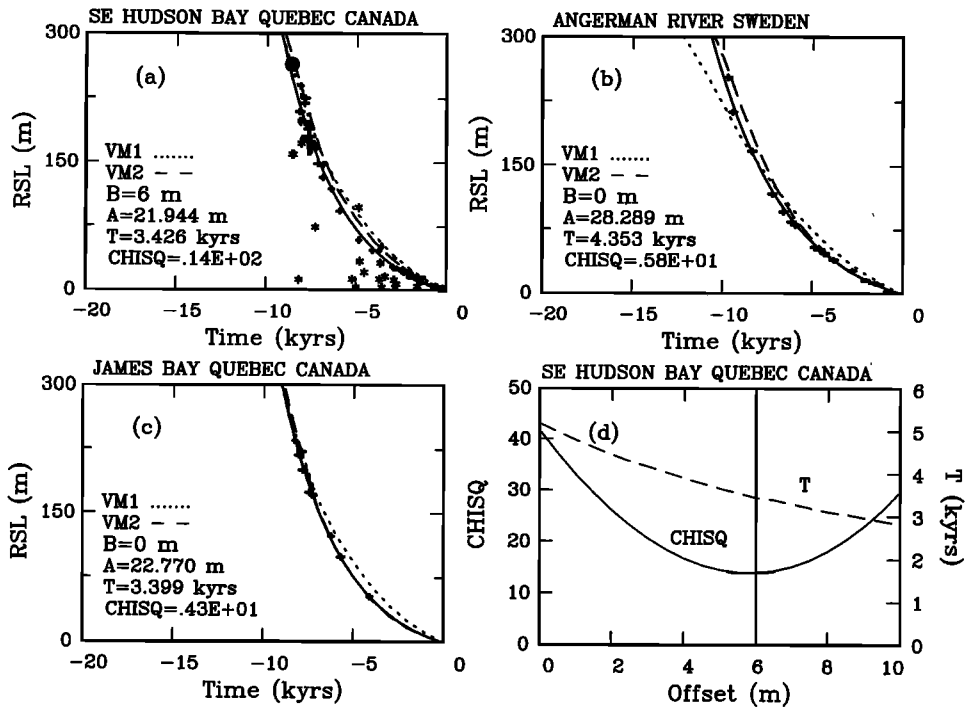 SE HUDSON BAY QUEBEC CANADA
300
150
0
RSL (m)
(a)
VM1 ........
VM2 — —
B=6 m
A=21.944 m
T=3.426 kyrs
CHISQ=.14E+02
-20 -15 -10 -5 0
Time (kyrs)
ANGERMAN RIVER SWEDEN
300
150
0
RSL (m)
(b)
VM1 ........
VM2 — —
B=0 m
A=28.289 m
T=4.353 kyrs
CHISQ=.58E+01
-20 -15 -10 -5 0
Time (kyrs)
JAMES BAY QUEBEC CANADA
300
150
0
RSL (m)
(c)
VM1 ........
VM2 — —
B=0 m
A=22.770 m
T=3.399 kyrs
CHISQ=.43E+01
-20 -15 -10 -5 0
Time (kyrs)
SE HUDSON BAY QUEBEC CANADA
50
40
30
20
10
0
CHISQ
(d)
T
CHISQ
6
5
4
3
2
1
0
T (kyrs)
0 2 4 6 8 10
Offset (m)